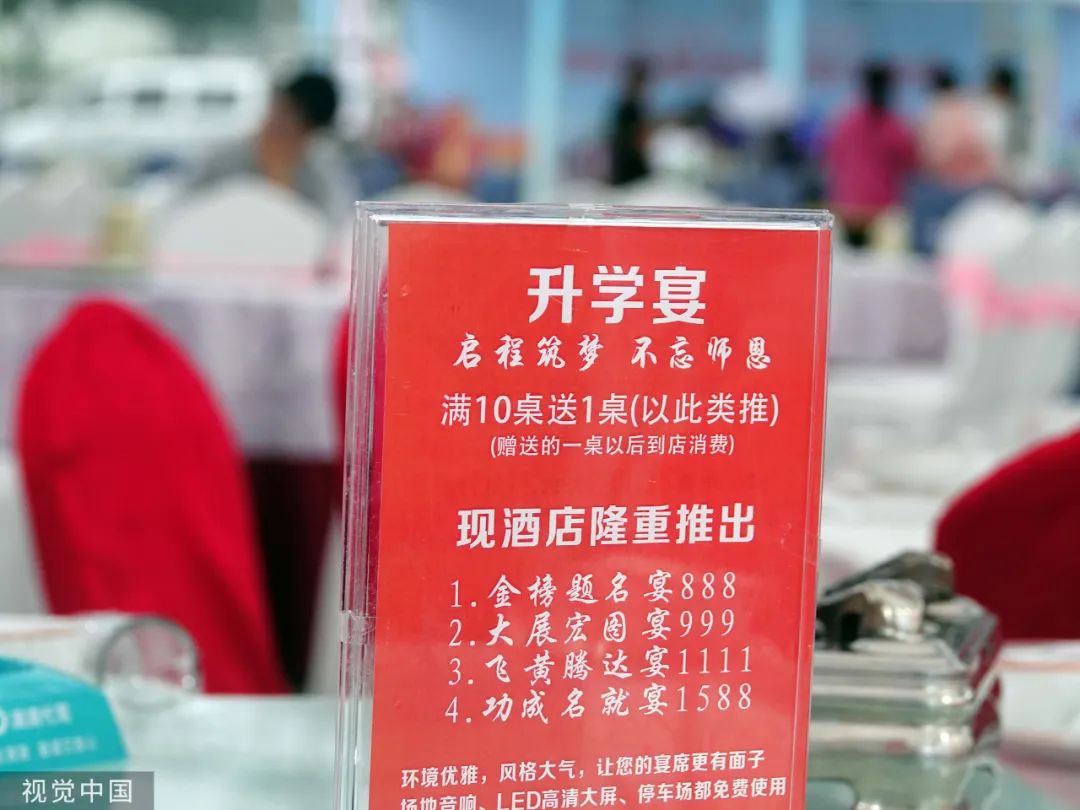 升学宴
启程筑梦 不忘师恩
满10桌送1桌(以此类推)
(赠送的一桌以后到店消费)
现酒店隆重推出
1.金榜题名宴888
2.大展宏图宴999
3.飞黄腾达宴1111
4.功成名就宴1588
环境优雅，风格大气，让您的宴席更有面子
场地音响、LED高清大屏、停车场都免费使用
视觉中国